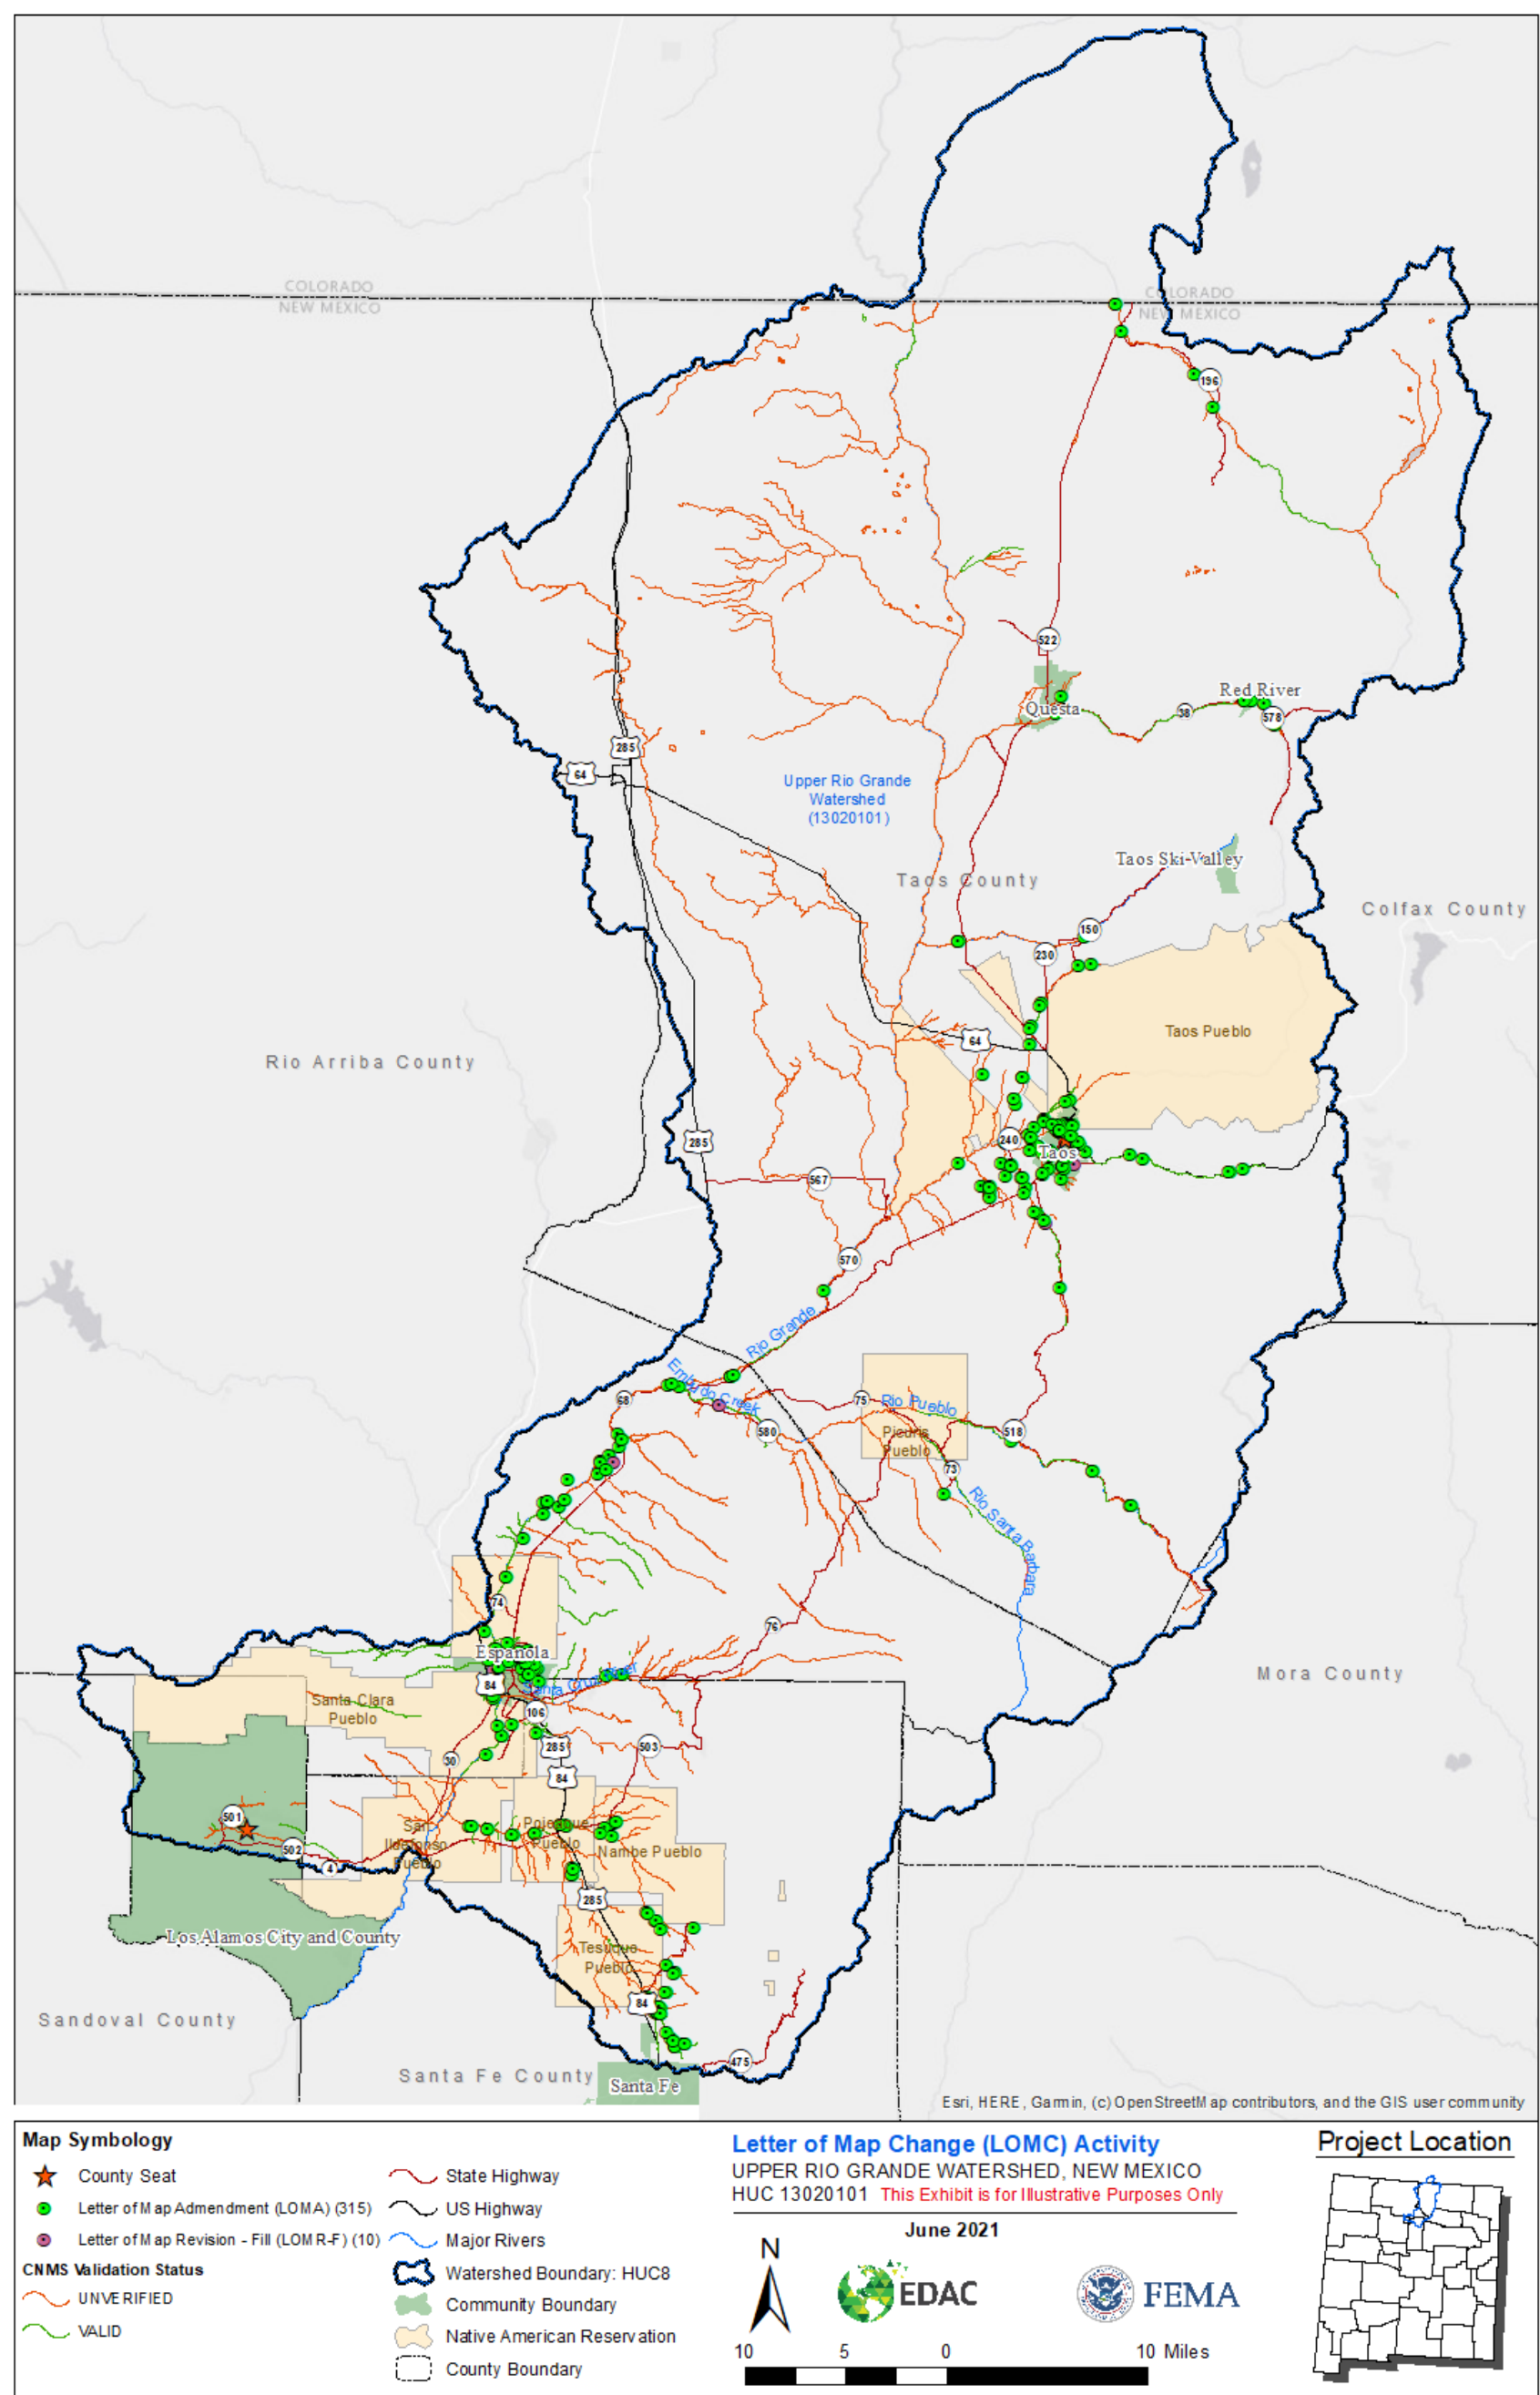 COLORADO
NEW MEXICO
COLORADO
NEW MEXICO
196
522
Questa
Red River
38
578
285
64
Upper Rio Grande
Watershed
(13020101)
Taos Ski Valley
Taos County
Colfax County
150
230
Taos Pueblo
64
Rio Arriba County
285
240
Taos
567
570
Rio Grande
Embudo Creek
68
75
Rio Pueblo
580
Picuris
Pueblo
518
73
Rio Santa Barbara
74
76
Española
Santa Cruz River
84
Mora County
Santa Clara
Pueblo
106
285
503
30
84
501
San
Ildefonso
Pueblo
Pojoaque
Pueblo
Nambe Pueblo
502
4
285
Los Alamos City and County
Tesuque
Pueblo
84
Sandoval County
475
Santa Fe County
Santa Fe
Esri, HERE, Garmin, (c) OpenStreetMap contributors, and the GIS user community
Map Symbology
County Seat
Letter of Map Admendment (LOMA) (315)
Letter of Map Revision - Fill (LOMR-F) (10)
CNMS Validation Status
UNVERIFIED
VALID
State Highway
US Highway
Major Rivers
Watershed Boundary: HUC8
Community Boundary
Native American Reservation
County Boundary
Letter of Map Change (LOMC) Activity
UPPER RIO GRANDE WATERSHED, NEW MEXICO
HUC 13020101 This Exhibit is for Illustrative Purposes Only
June 2021
N
EDAC
FEMA
10 5 0 10 Miles
Project Location